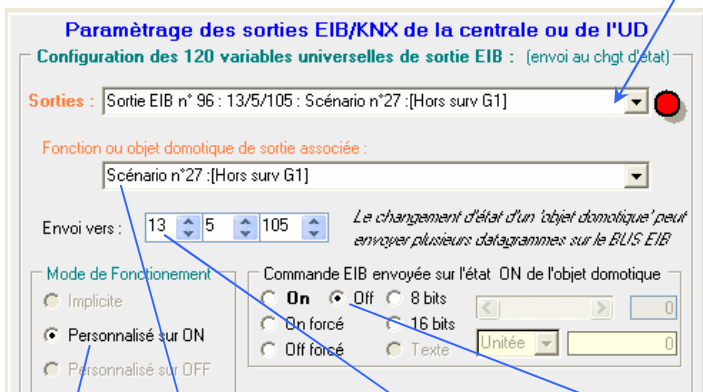 Paramètrage des sorties EIB/KNX de la centrale ou de l'UD
Configuration des 120 variables universelles de sortie EIB : (envoi au chgt d'état)
Sorties : Sortie EIB n° 96 : 13/5/105 : Scénario n°27 :[Hors surv G1]
Fonction ou objet domotique de sortie associée :
Scénario n°27 :[Hors surv G1]
Envoi vers : 13 5 105 Le changement d'état d'un 'objet domotique' peut
envoyer plusieurs datagrammes sur le BUS EIB
Mode de Fonctionement Commande EIB envoyée sur l'état ON de l'objet domotique
Implicite On Off 8 bits 0
Personnalisé sur ON On forcé 16 bits Unitée 0
Personnalisé sur OFF Off forcé Texte